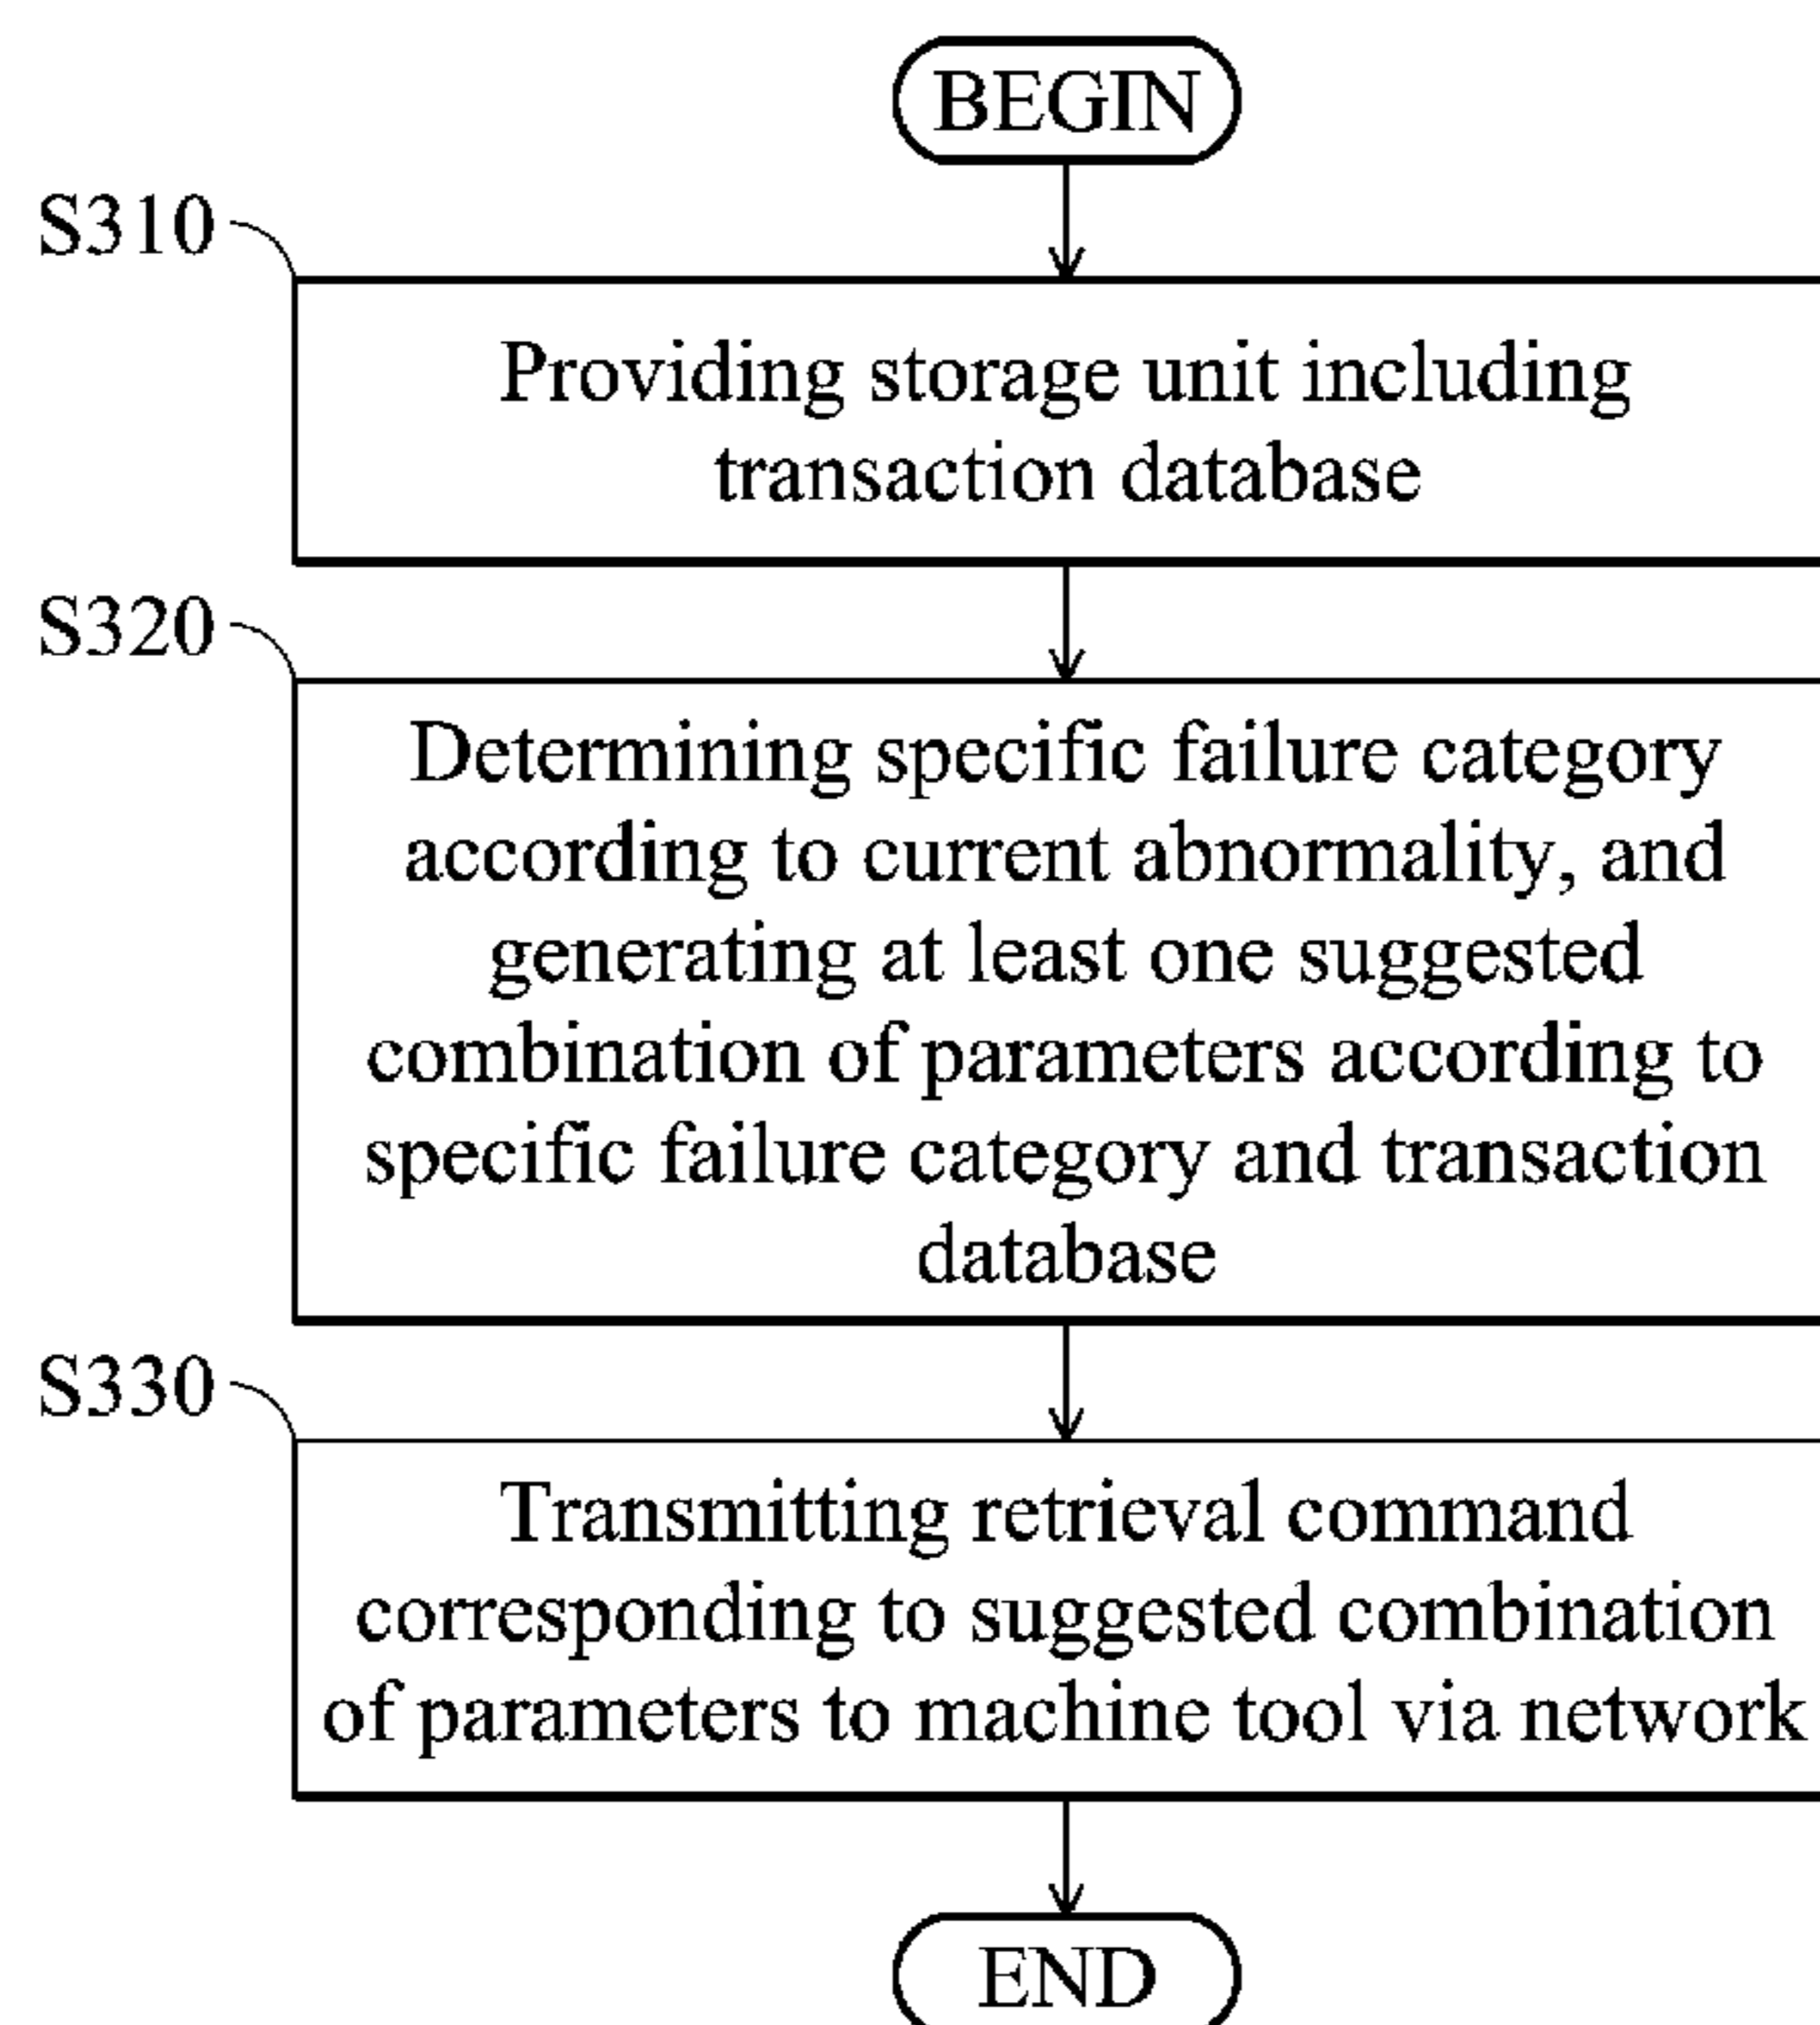 BEGIN
S310
Providing storage unit including
transaction database
S320
Determining specific failure category
according to current abnormality, and
generating at least one suggested
combination of parameters according to
specific failure category and transaction
database
S330
Transmitting retrieval command
corresponding to suggested combination
of parameters to machine tool via network
END